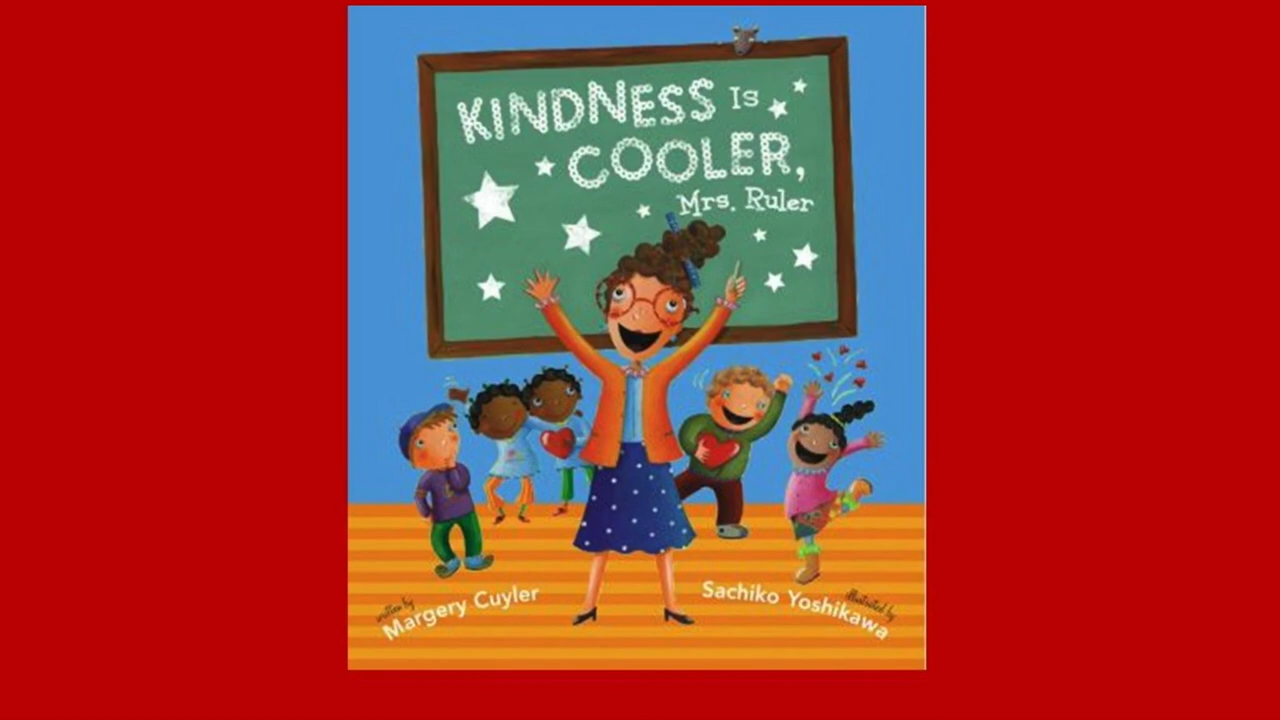 KINDNESS Is
COOLER,
Mrs. Ruler
written by
Margery Cuyler
illustrated by
Sachiko Yoshikawa